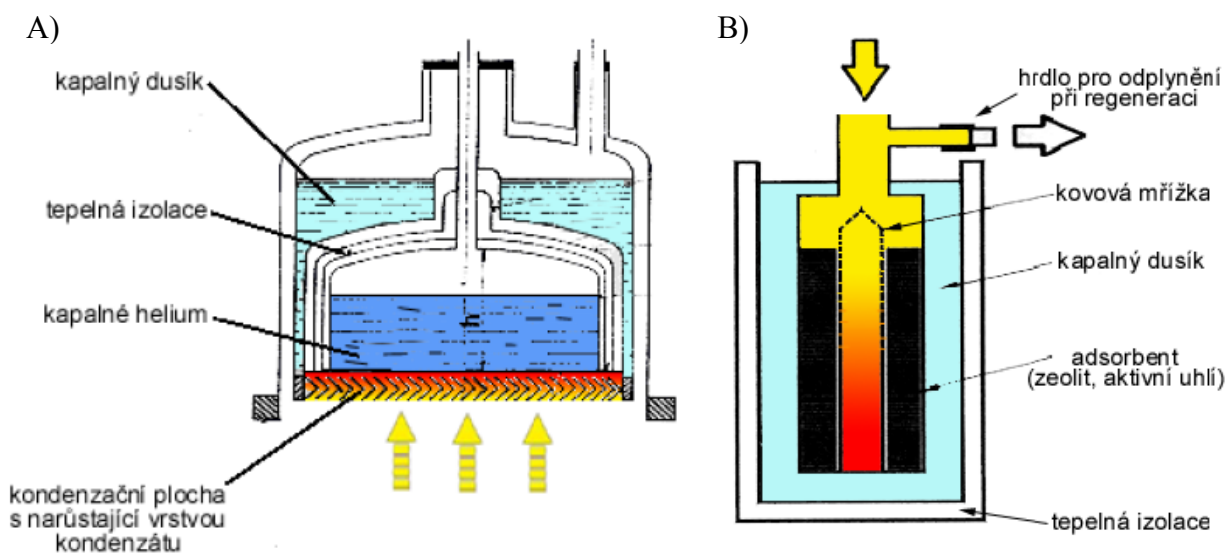 A)
kapalný dusík
tepelná izolace
kapalné helium
kondenzační plocha
s narůstající vrstvou
kondenzátu
B)
hrdlo pro odplynění
při regeneraci
kovová mřížka
kapalný dusík
adsorbent
(zeolit, aktivní uhlí)
tepelná izolace